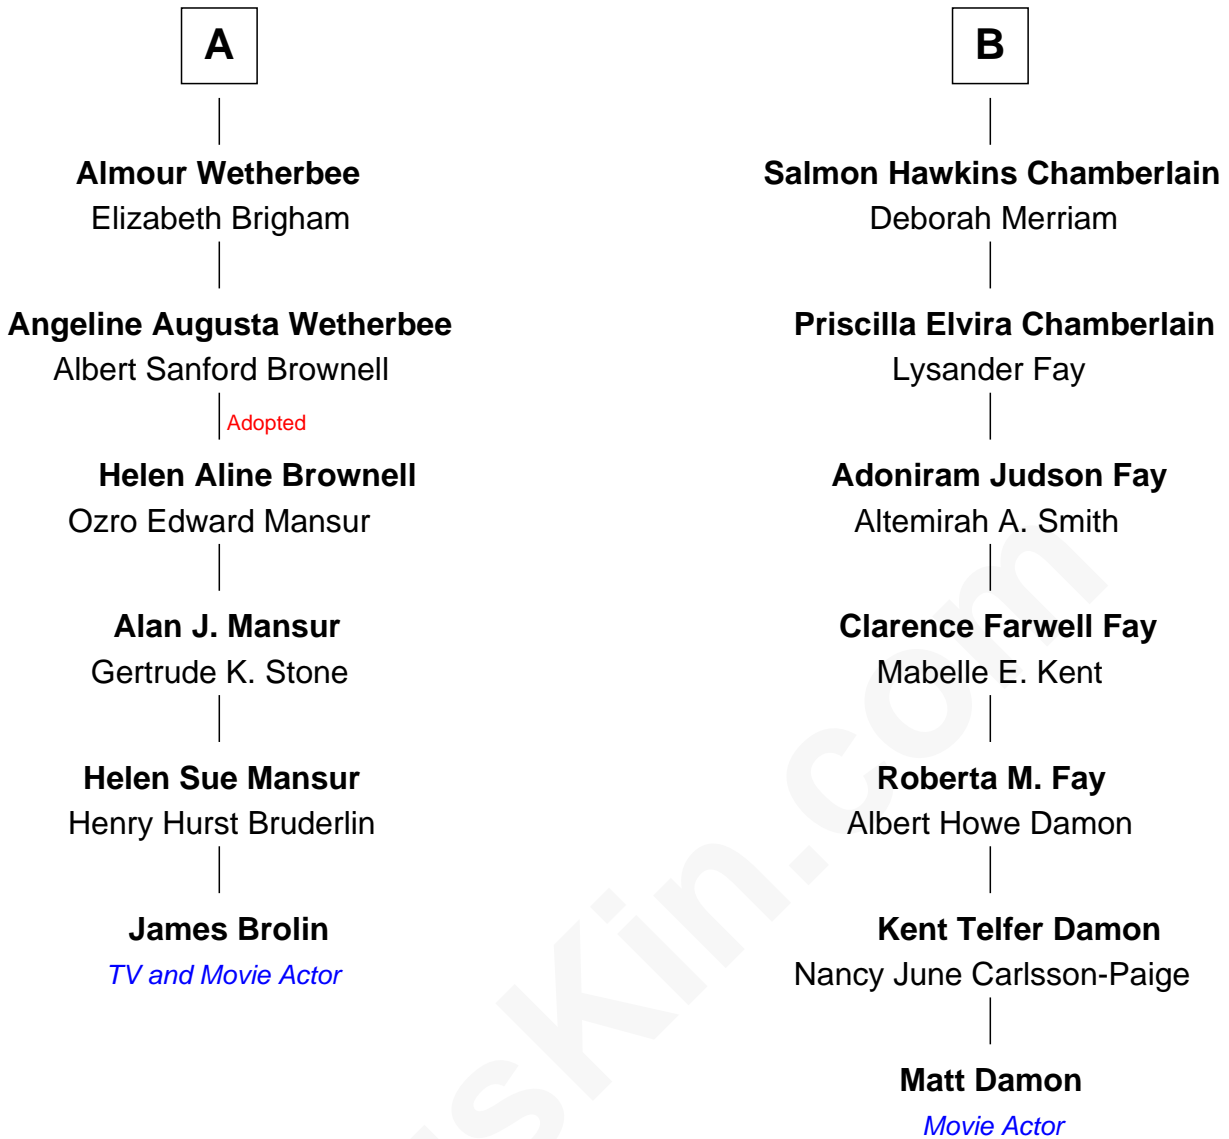 A
Almour Wetherbee
Elizabeth Brigham
Angeline Augusta Wetherbee
Albert Sanford Brownell
Adopted
Helen Aline Brownell
Ozro Edward Mansur
Alan J. Mansur
Gertrude K. Stone
Helen Sue Mansur
Henry Hurst Bruderlin
James Brolin
TV and Movie Actor
B
Salmon Hawkins Chamberlain
Deborah Merriam
Priscilla Elvira Chamberlain
Lysander Fay
Adoniram Judson Fay
Altemirah A. Smith
Clarence Farwell Fay
Mabelle E. Kent
Roberta M. Fay
Albert Howe Damon
Kent Telfer Damon
Nancy June Carlsson-Paige
Matt Damon
Movie Actor
usKin.com